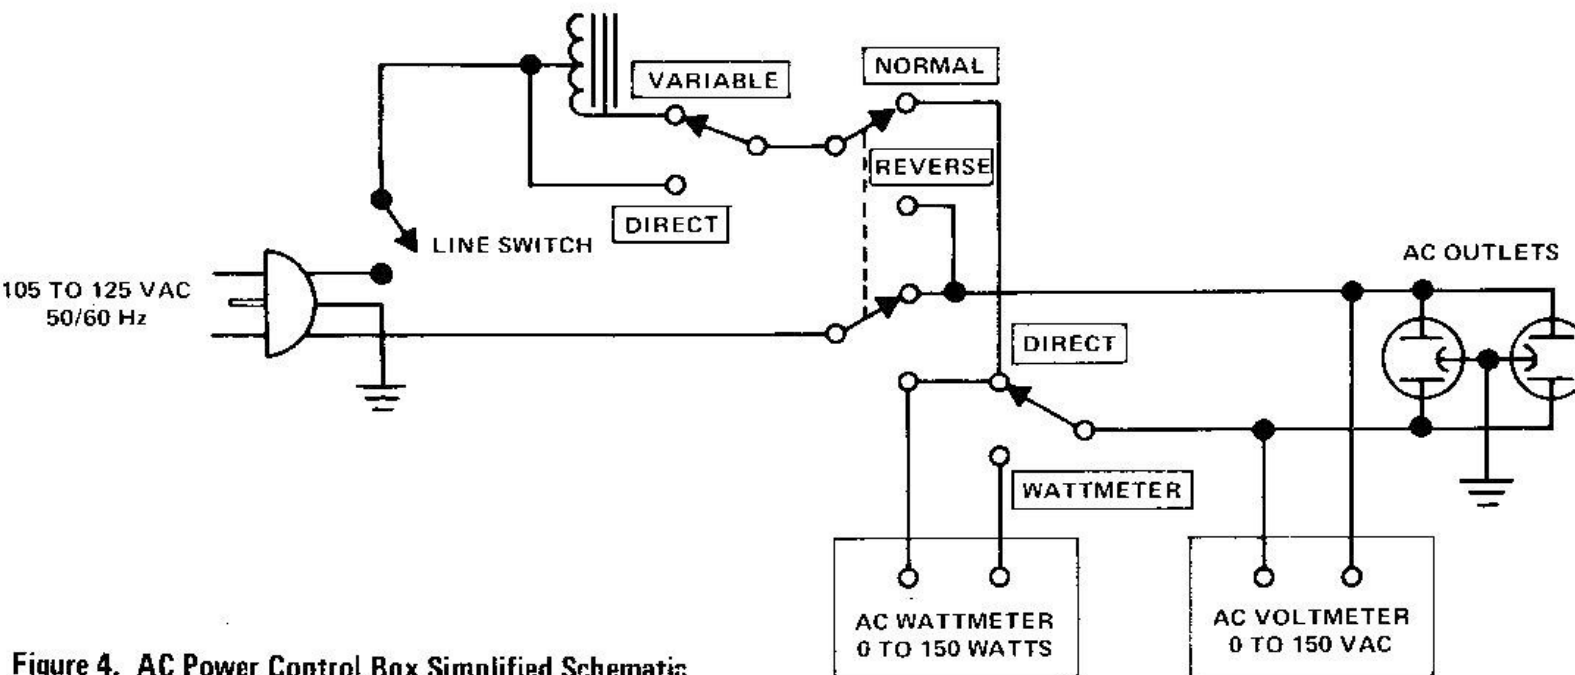 VARIABLE
NORMAL
REVERSE
DIRECT
LINE SWITCH
105 TO 125 VAC
50/60 Hz
AC OUTLETS
DIRECT
WATTMETER
AC WATTMETER
0 TO 150 WATTS
AC VOLTMETER
0 TO 150 VAC
Figure 4. AC Power Control Box Simplified Schematic